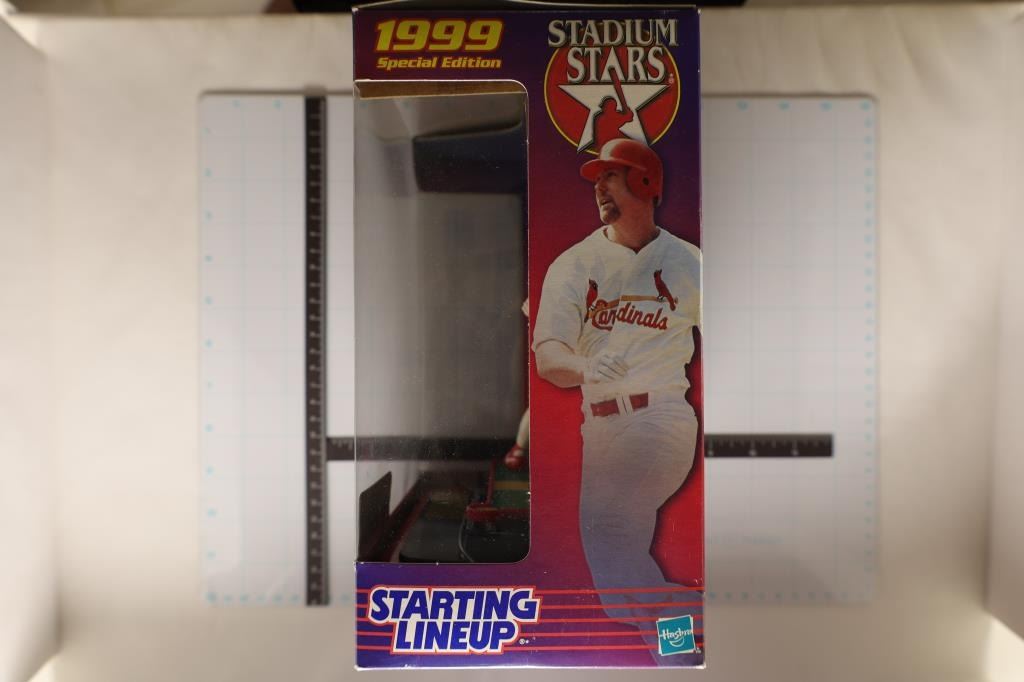 1999
Special Edition
STADIUM
STARS
Cardinals
STARTING
LINEUP
Hasbro